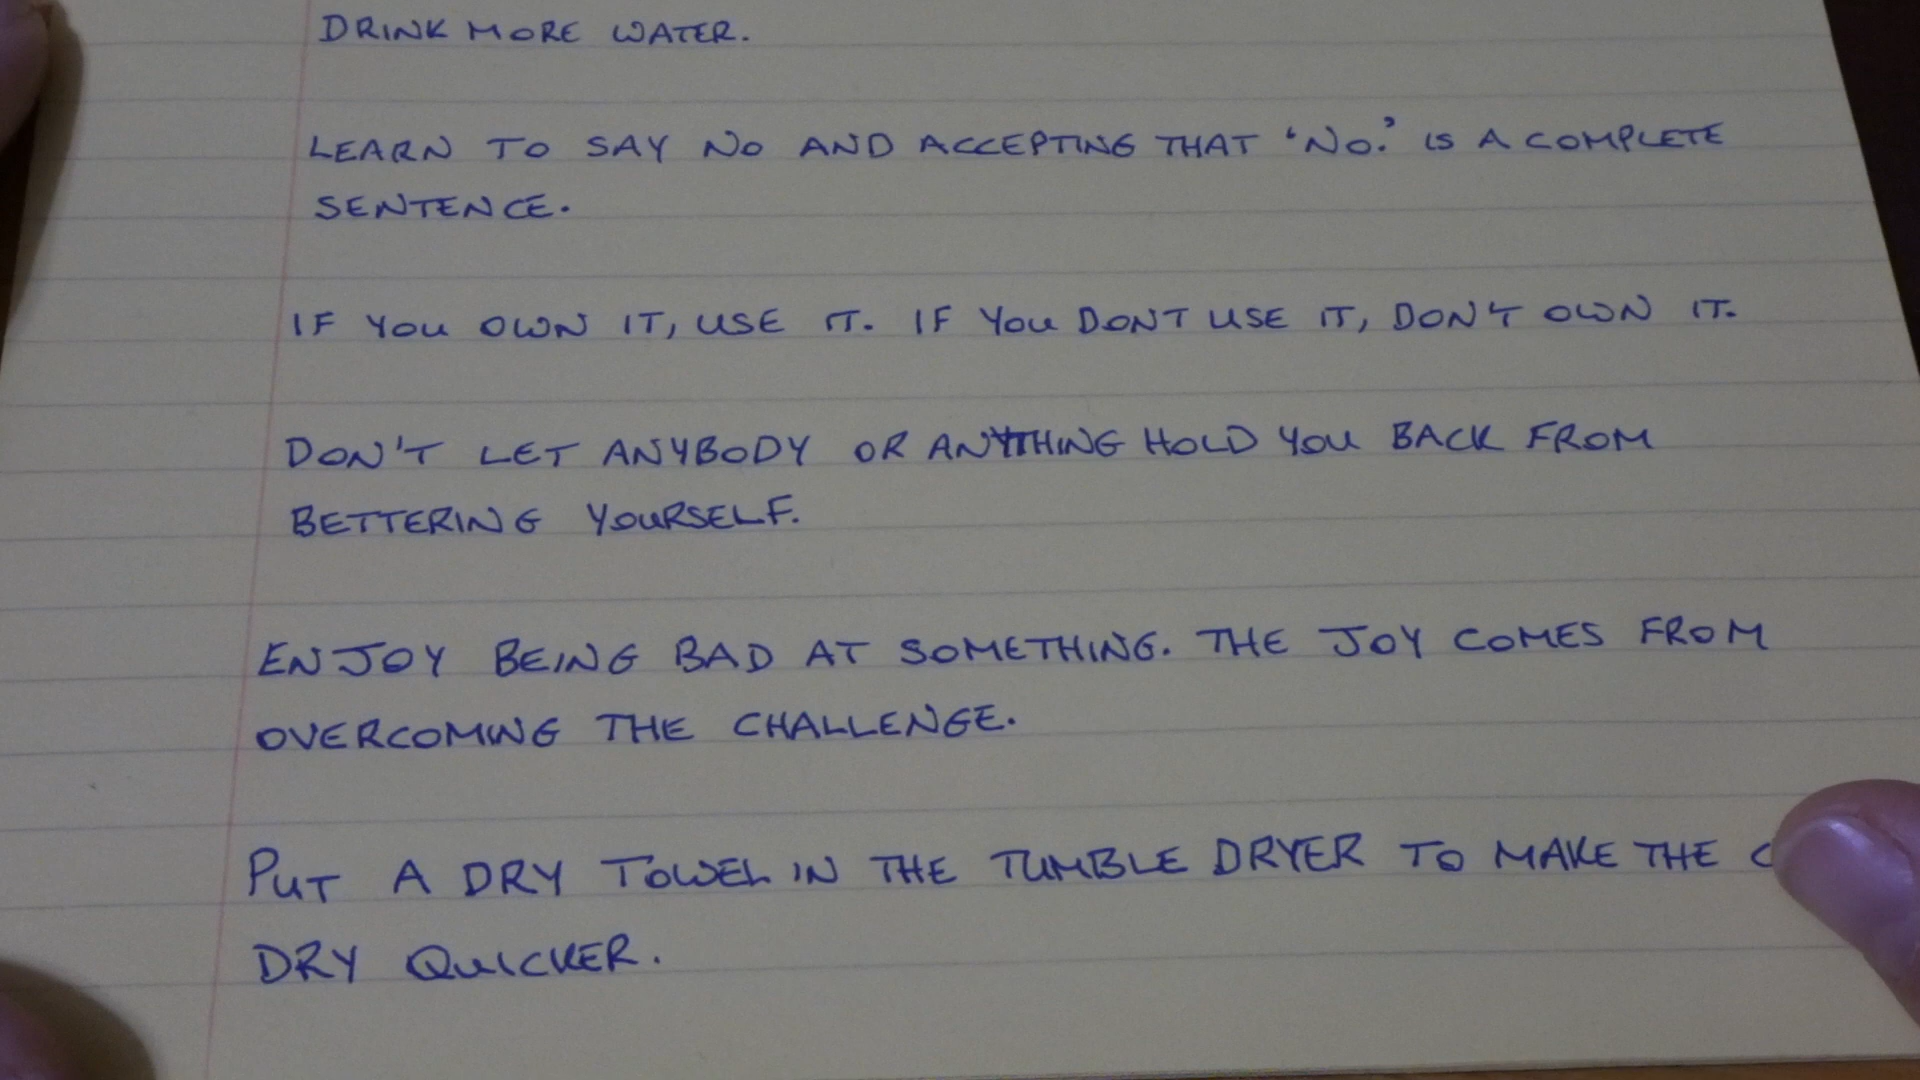 DRINK MORE WATER.
LEARN TO SAY NO AND ACCEPTING THAT 'NO.' IS A COMPLETE
SENTENCE.
IF YOU OWN IT, USE IT. IF YOU DONT USE IT, DON'T OWN IT.
DON'T LET ANYBODY OR ANYTHING HOLD YOU BACK FROM
BETTERING YOURSELF.
ENJOY BEING BAD AT SOMETHING. THE JOY COMES FROM
OVERCOMING THE CHALLENGE.
PUT A DRY TOWEL IN THE TUMBLE DRYER TO MAKE THE
DRY QUICKER.